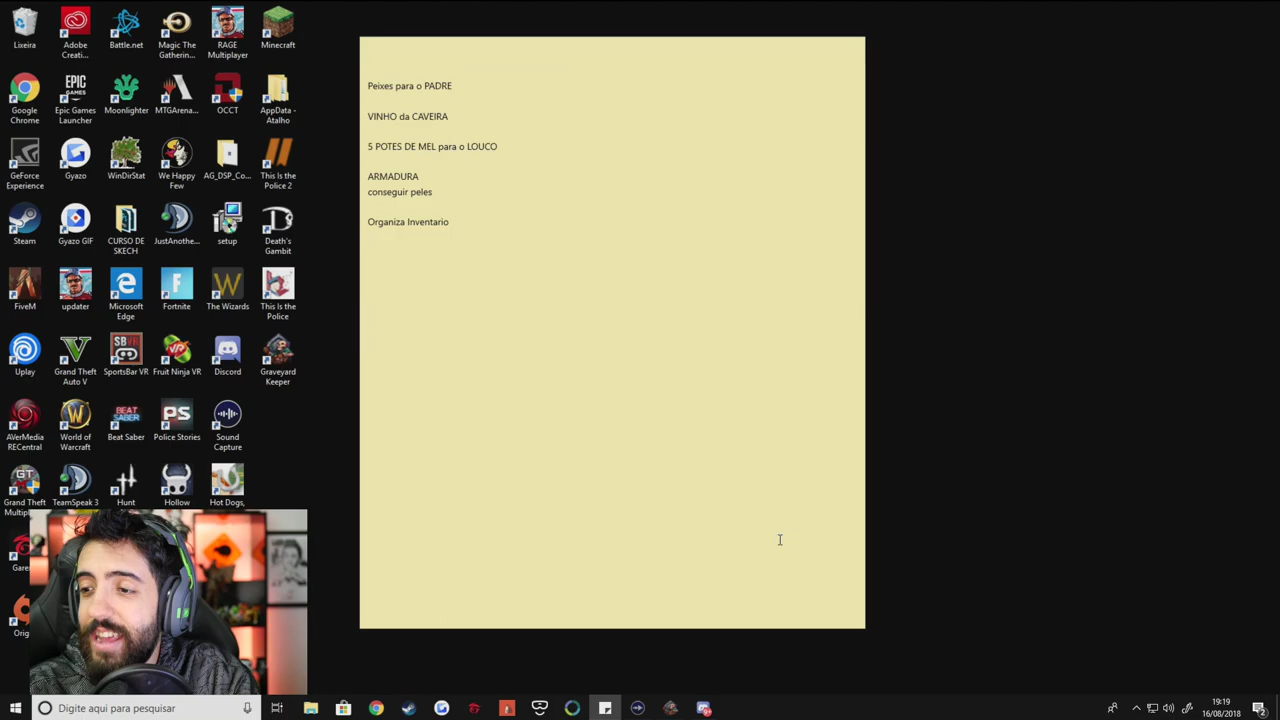 Lixeira
Adobe Creati...
Battle.net
Magic The Gatherin...
RAGE Multiplayer
Minecraft
Google Chrome
Epic Games Launcher
Moonlighter
MTGArena...
OCCT
AppData - Atalho
GeForce Experience
Gyazo
WinDirStat
We Happy Few
AG_DSP_Co...
This Is the Police 2
Steam
Gyazo GIF
CURSO DE SKECH
JustAnothe...
setup
Death's Gambit
FiveM
updater
Microsoft Edge
Fortnite
The Wizards
This Is the Police
Uplay
Grand Theft Auto V
SportsBar VR
Fruit Ninja VR
Discord
Graveyard Keeper
AVerMedia RECentral
World of Warcraft
Beat Saber
Police Stories
Sound Capture
Grand Theft Multip
TeamSpeak 3
Hunt
Hollow
Hot Dogs,
Gare
Orig
Peixes para o PADRE
VINHO da CAVEIRA
5 POTES DE MEL para o LOUCO
ARMADURA
conseguir peles
Organiza Inventario
Digite aqui para pesquisar
19:19
16/08/2018